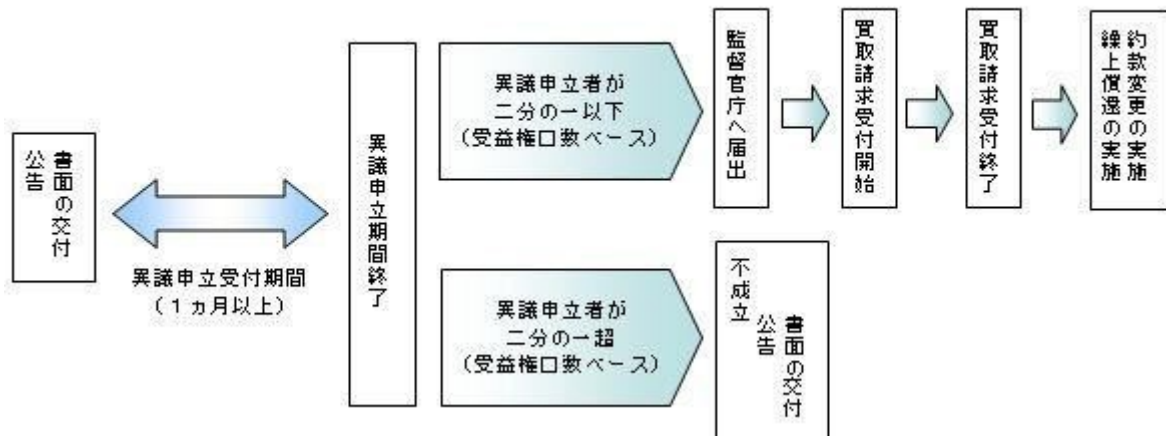 書面の交付
公告
異議申立受付期間
（１ヵ月以上）
異議申立期間終了
異議申立者が
二分の一以下
（受益権口数ベース）
監督官庁へ届出
買取請求受付開始
買取請求受付終了
約款変更の実施
繰上償還の実施
異議申立者が
二分の一超
（受益権口数ベース）
不成立
書面の交付
公告